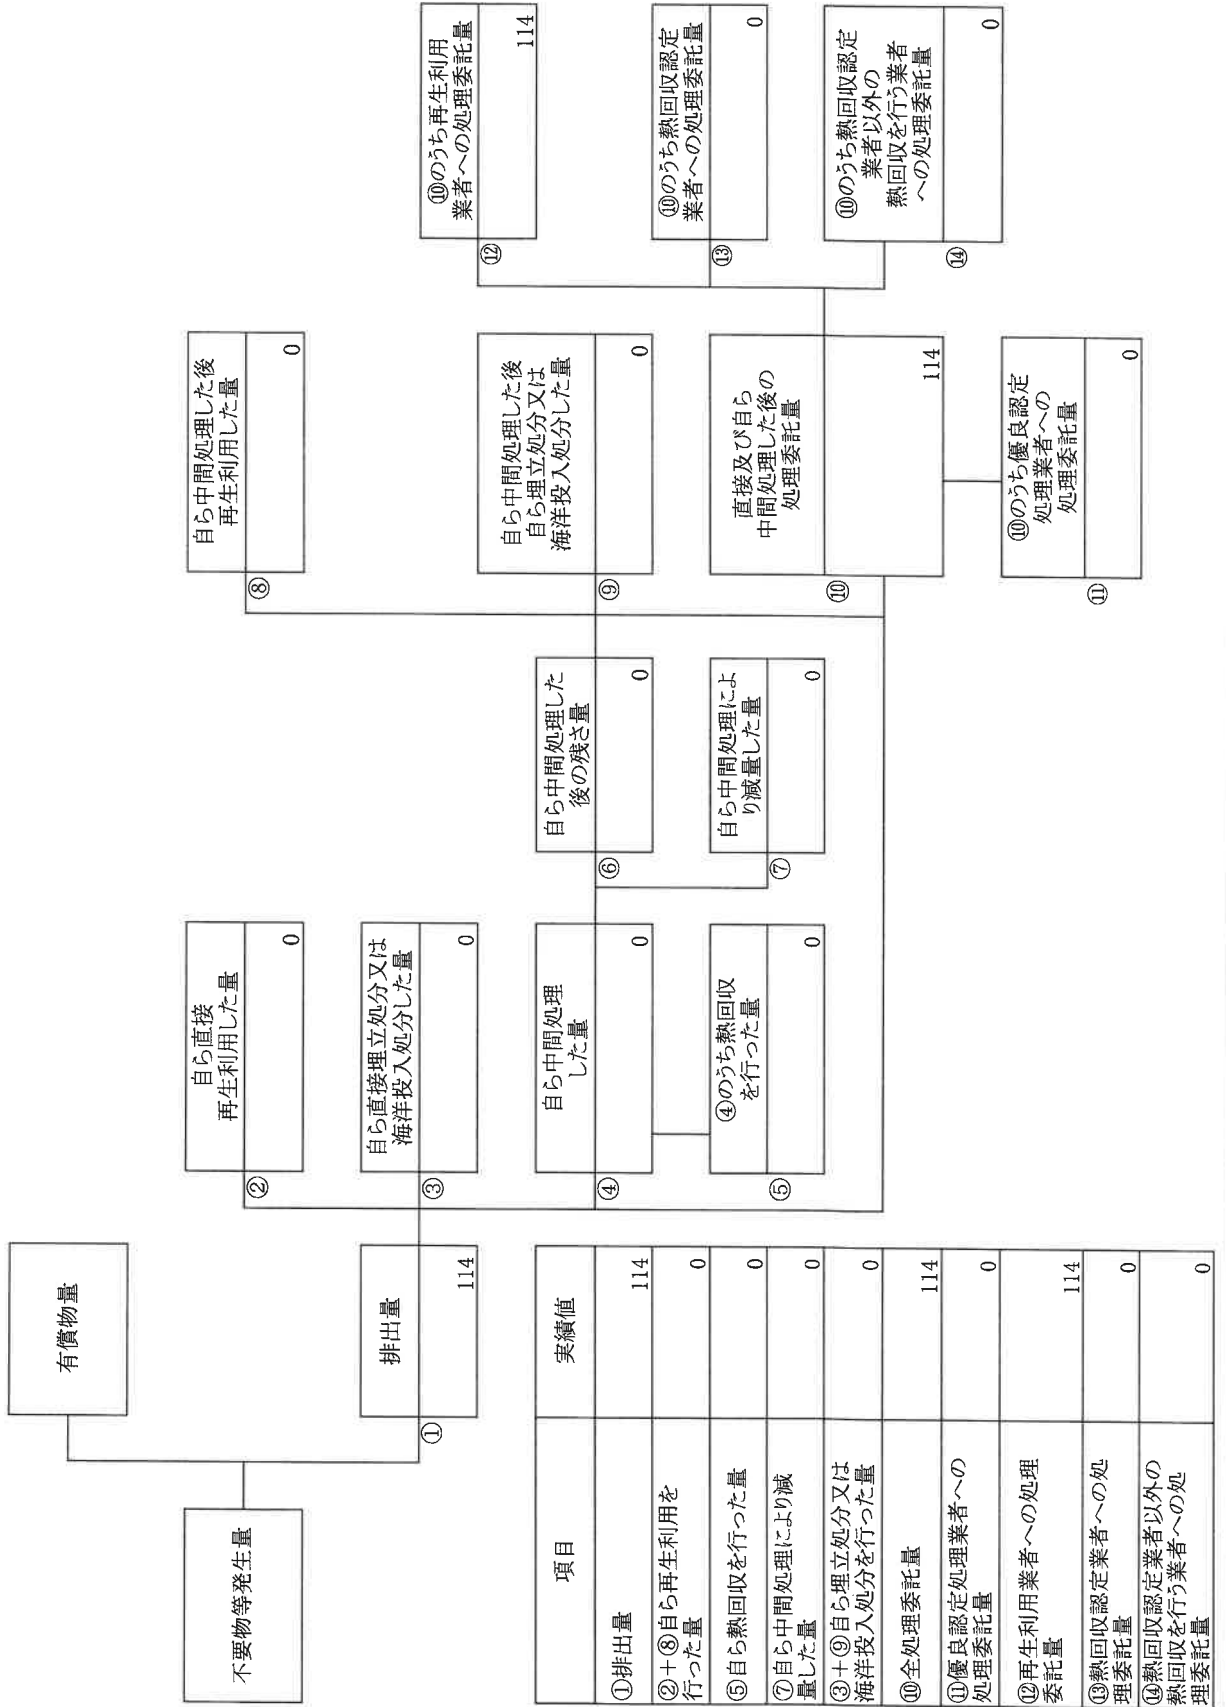 不要物等発生量
有償物量
排出量
①
114
自ら直接
再生利用した量
②
0
自ら直接埋立処分又は
海洋投入処分した量
③
0
自ら中間処理
した量
④
0
④のうち熱回収
を行った量
⑤
0
自ら中間処理した
後の残さ量
⑥
0
自ら中間処理によ
り減量した量
⑦
0
自ら中間処理した後
再生利用した量
⑧
0
自ら中間処理した後
自ら埋立処分又は
海洋投入処分した量
⑨
0
直接及び自ら
中間処理した後の
処理委託量
⑩
114
⑩のうち優良認定
処理業者への
処理委託量
⑪
0
⑩のうち再生利用
業者への処理委託量
⑫
114
⑩のうち熱回収認定
業者への処理委託量
⑬
0
⑩のうち熱回収認定
業者以外の
熱回収を行う業者
への処理委託量
⑭
0
項目 実績値
①排出量 114
②+⑧自ら再生利用を
行った量 0
⑤自ら熱回収を行った量 0
⑦自ら中間処理により減
量した量 0
③+⑨自ら埋立処分又は
海洋投入処分を行った量 0
⑩全処理委託量 114
⑪優良認定処理業者への
処理委託量 0
⑫再生利用業者への処理
委託量 114
⑬熱回収認定業者への処
理委託量 0
⑭熱回収認定業者以外の
熱回収を行う業者への処
理委託量 0